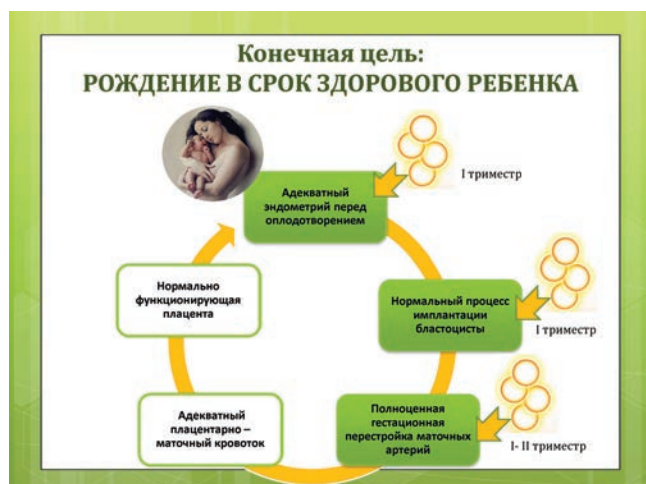 Конечная цель:
РОЖДЕНИЕ В СРОК ЗДОРОВОГО РЕБЕНКА
I триместр
Адекватный
эндометрий перед
оплодотворением
Нормальный процесс
имплантации
бластоцисты
I триместр
Полноценная
гестационная
перестройка маточных
артерий
I- II триместр
Адекватный
плацентарно –
маточный кровоток
Нормально
функционирующая
плацента